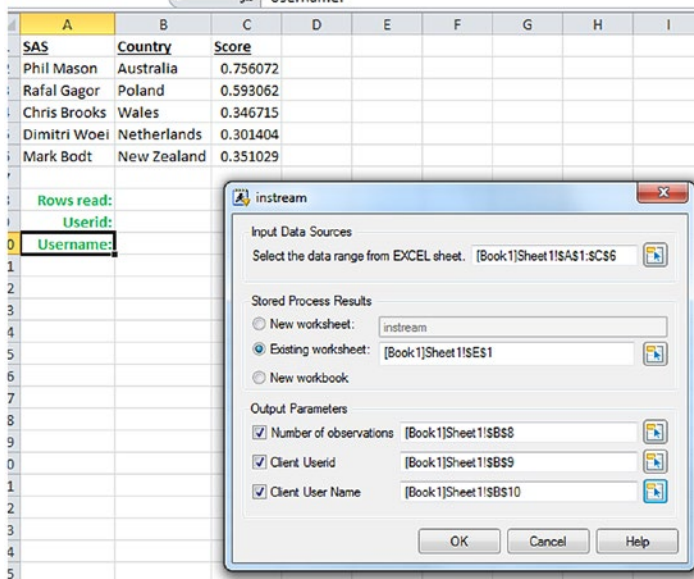 A B C D E F G H I
SAS Country Score
Phil Mason Australia 0.756072
Rafal Gagor Poland 0.593062
Chris Brooks Wales 0.346715
Dimitri Woei Netherlands 0.301404
Mark Bodt New Zealand 0.351029
Rows read:
Userid:
Username:
instream
Input Data Sources
Select the data range from EXCEL sheet. [Book1]Sheet1!$A$1:$C$6
Stored Process Results
New worksheet: instream
Existing worksheet: [Book1]Sheet1!$E$1
New workbook
Output Parameters
Number of observations [Book1]Sheet1!$B$8
Client Userid [Book1]Sheet1!$B$9
Client User Name [Book1]Sheet1!$B$10
OK Cancel Help